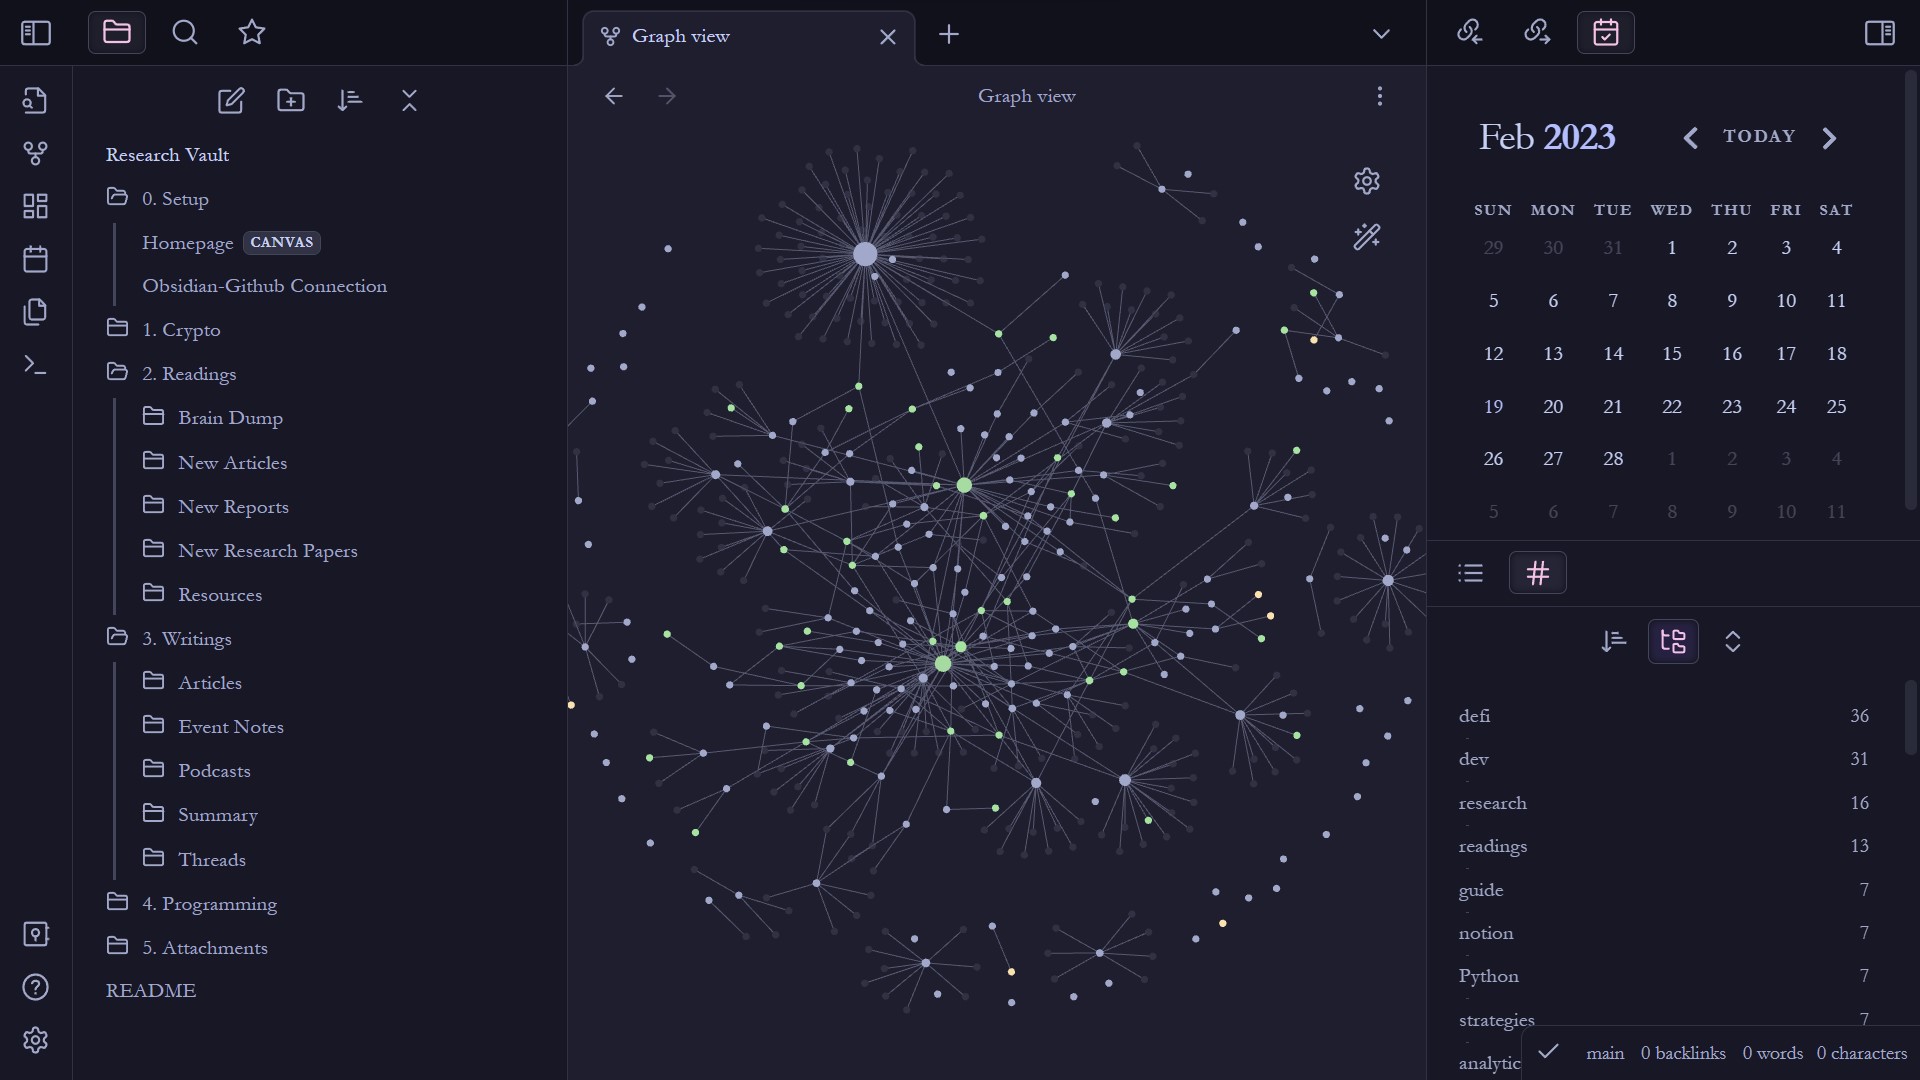 Graph view
Graph view
Research Vault
0. Setup
Homepage CANVAS
Obsidian-Github Connection
1. Crypto
2. Readings
Brain Dump
New Articles
New Reports
New Research Papers
Resources
3. Writings
Articles
Event Notes
Podcasts
Summary
Threads
4. Programming
5. Attachments
README
Feb 2023
TODAY
SUN MON TUE WED THU FRI SAT
29 30 31 1 2 3 4
5 6 7 8 9 10 11
12 13 14 15 16 17 18
19 20 21 22 23 24 25
26 27 28 1 2 3 4
5 6 7 8 9 10 11
defi 36
dev 31
research 16
readings 13
guide 7
notion 7
Python 7
strategies 7
analytic
main 0 backlinks 0 words 0 characters